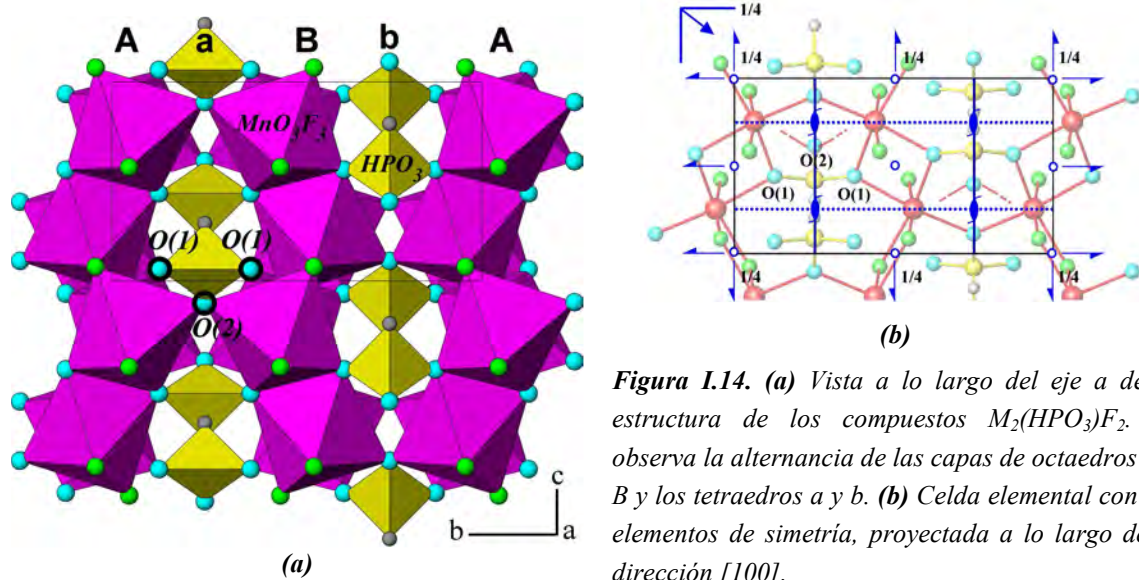 A a B b A
MnO3F3
HPO3
O(1) O(1)
O(2)
c
b a
(a)
1/4
1/4 1/4 1/4
O(2)
O(1) O(1)
1/4 1/4 1/4
(b)
Figura I.14. (a) Vista a lo largo del eje a de
estructura de los compuestos M2(HPO3)F2.
observa la alternancia de las capas de octaedros
B y los tetraedros a y b. (b) Celda elemental con
elementos de simetría, proyectada a lo largo de
dirección [100].